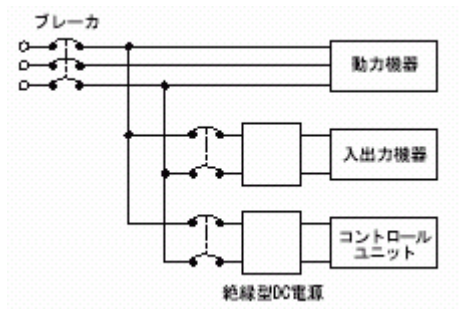 ブレーカ
動力機器
入出力機器
コントロール
ユニット
絶縁型DC電源